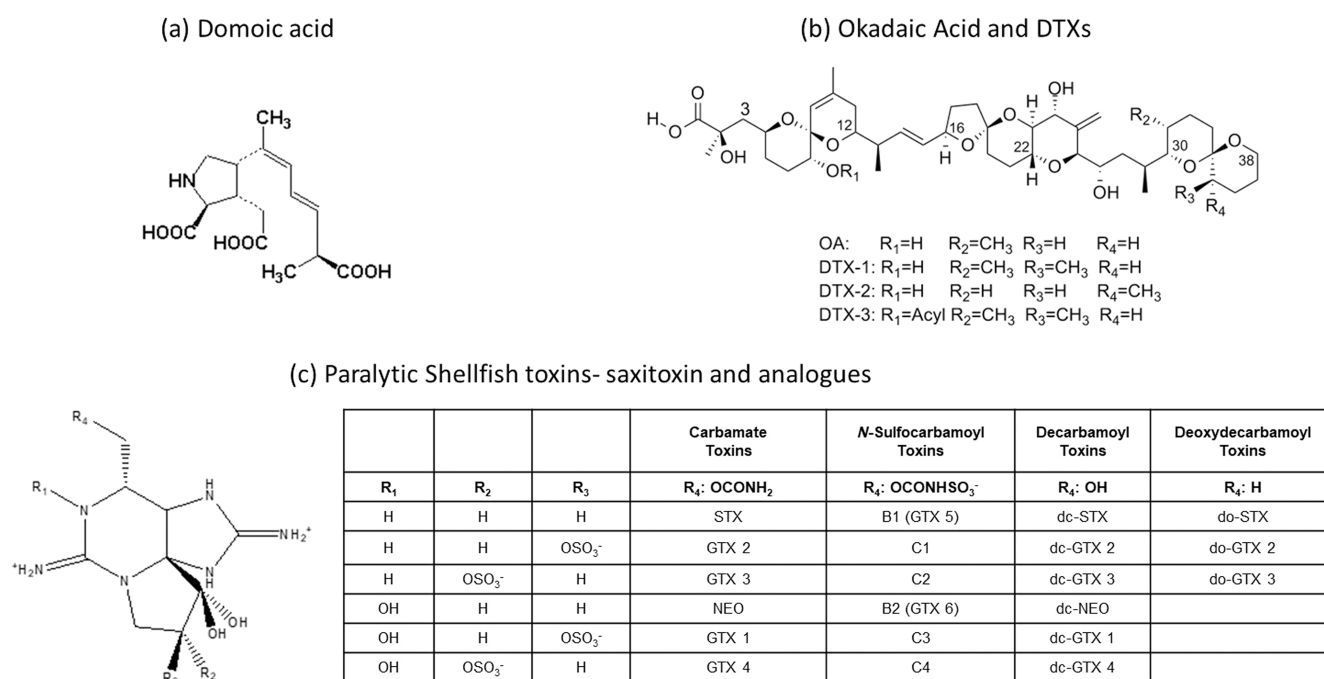 (a) Domoic acid
(b) Okadaic Acid and DTXs
CH₃
HN
HOOC
HOOC
H₃C
COOH
O
H
O
OH
3
O
O
OR₁
12
H
16
O
O
H
OH
22
H
O
OH
R₂
30
O
O
38
R₃
R₄
OA: R₁=H R₂=CH₃ R₃=H R₄=H
DTX-1: R₁=H R₂=CH₃ R₃=CH₃ R₄=H
DTX-2: R₁=H R₂=H R₃=H R₄=CH₃
DTX-3: R₁=Acyl R₂=CH₃ R₃=CH₃ R₄=H
(c) Paralytic Shellfish toxins- saxitoxin and analogues
R₄
R₁
N
H
N
⁺H₂N
N
N
H
NH₂⁺
OH
OH
R₂
Carbamate Toxins N-Sulfocarbamoyl Toxins Decarbamoyl Toxins Deoxydecarbamoyl Toxins
R₁ R₂ R₃ R₄: OCONH₂ R₄: OCONHSO₃⁻ R₄: OH R₄: H
H H H STX B1 (GTX 5) dc-STX do-STX
H H OSO₃⁻ GTX 2 C1 dc-GTX 2 do-GTX 2
H OSO₃⁻ H GTX 3 C2 dc-GTX 3 do-GTX 3
OH H H NEO B2 (GTX 6) dc-NEO
OH H OSO₃⁻ GTX 1 C3 dc-GTX 1
OH OSO₃⁻ H GTX 4 C4 dc-GTX 4